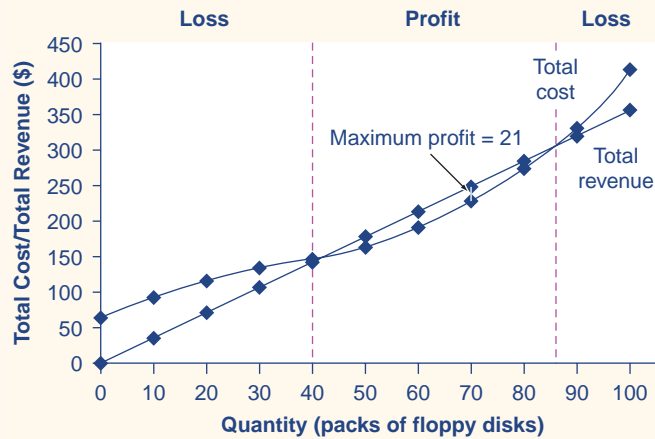 Loss Profit Loss
450
400
350
300
250
200
150
100
50
0
Total Cost/Total Revenue ($)
Total
cost
Maximum profit = 21
Total
revenue
0 10 20 30 40 50 60 70 80 90 100
Quantity (packs of floppy disks)